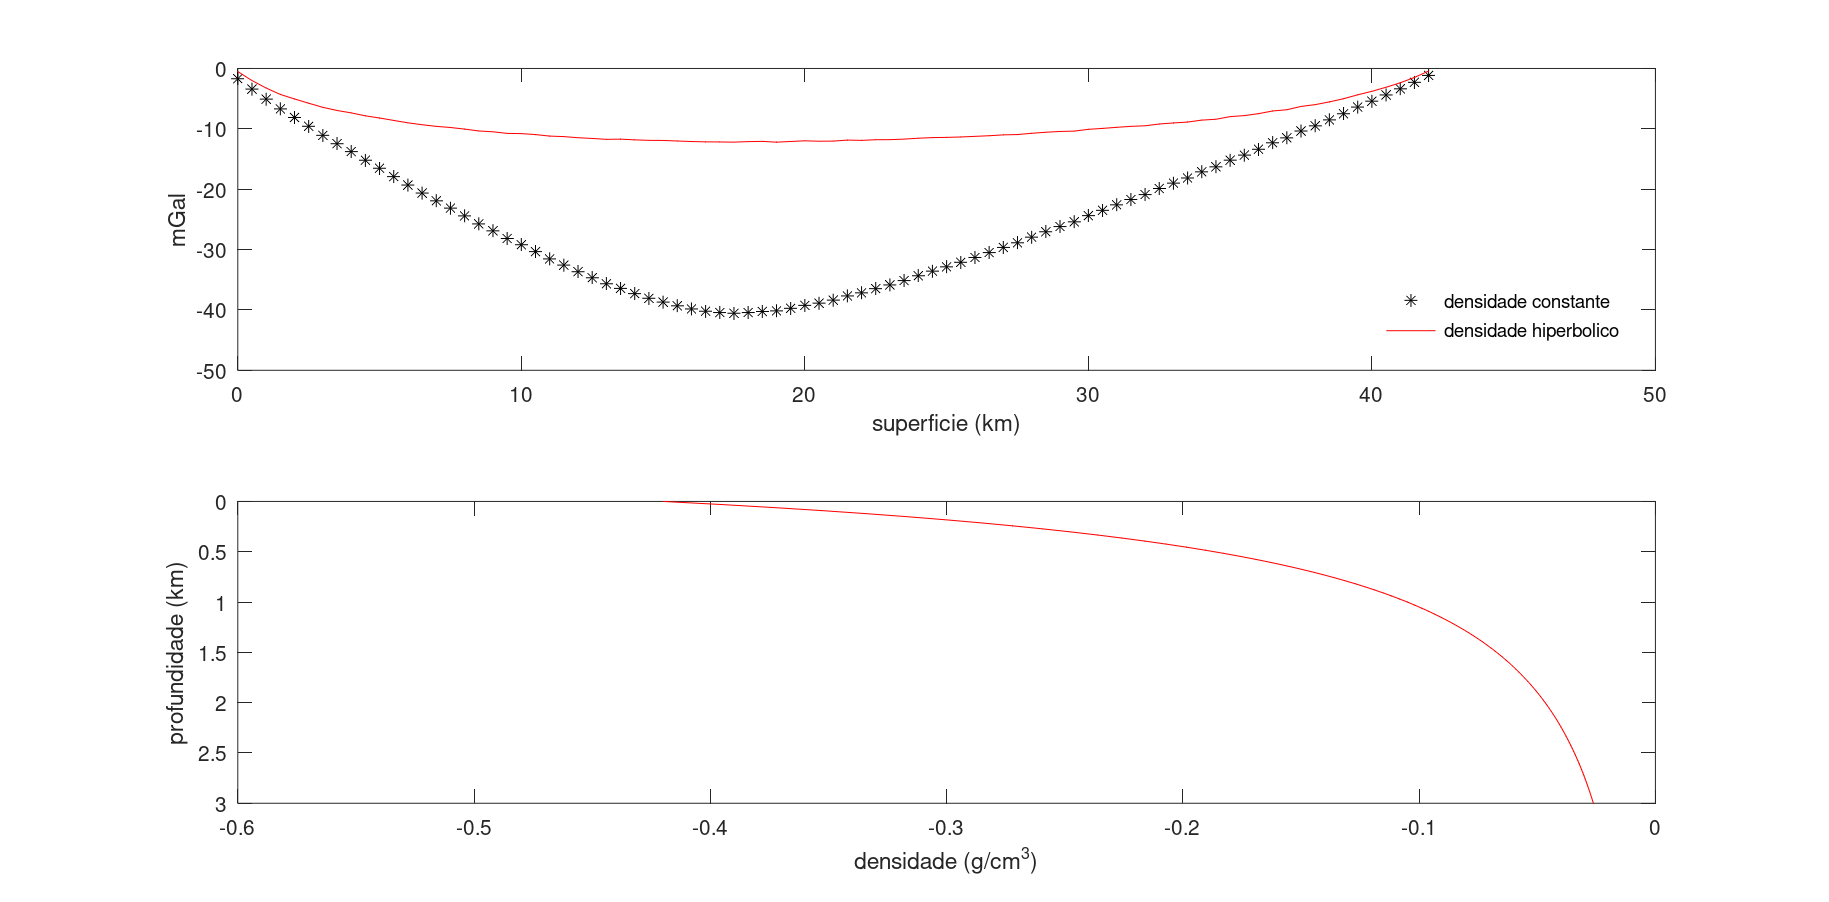 0
-10
-20
-30
-40
-50
mGal
0 10 20 30 40 50
superficie (km)
densidade constante
densidade hiperbolico
0
0.5
1
1.5
2
2.5
3
profundidade (km)
-0.6 -0.5 -0.4 -0.3 -0.2 -0.1 0
densidade (g/cm³)